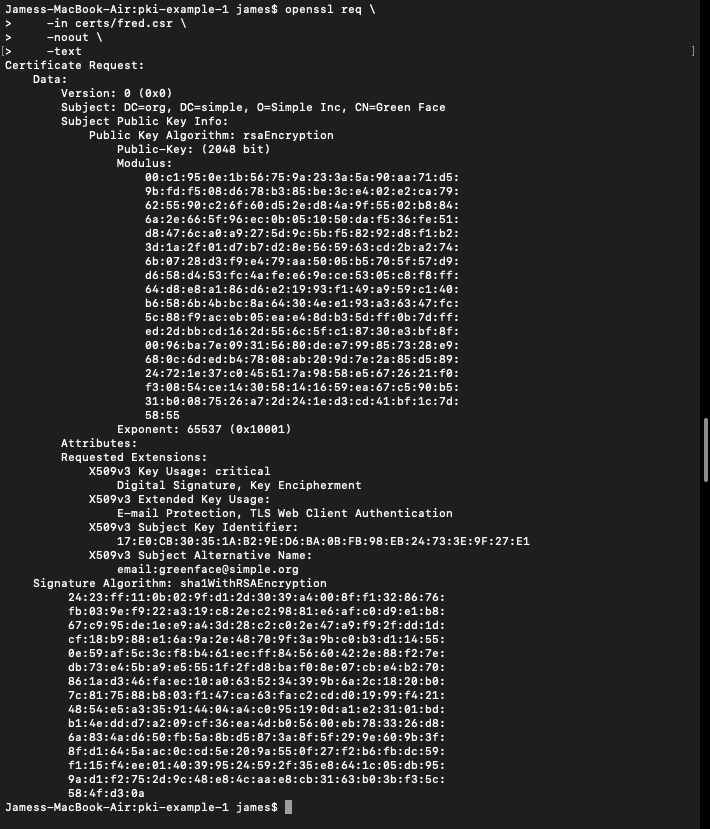 Jamess-MacBook-Air:pki-example-1 james$ openssl req \
>     -in certs/fred.csr \
>     -noout \
[>     -text ]
Certificate Request:
    Data:
        Version: 0 (0x0)
        Subject: DC=org, DC=simple, O=Simple Inc, CN=Green Face
        Subject Public Key Info:
            Public Key Algorithm: rsaEncryption
                Public-Key: (2048 bit)
                Modulus:
                    00:c1:95:0e:1b:56:75:9a:23:3a:5a:90:aa:71:d5:
                    9b:fd:f5:08:d6:78:b3:85:be:3c:e4:02:e2:ca:79:
                    62:55:90:c2:6f:60:d5:2e:d8:4a:9f:55:02:b8:84:
                    6a:2e:66:5f:96:ec:0b:05:10:50:da:f5:36:fe:51:
                    d8:47:6c:a0:a9:27:5d:9c:5b:f5:82:92:d8:f1:b2:
                    3d:1a:2f:01:d7:b7:d2:8e:56:59:63:cd:2b:a2:74:
                    6b:07:28:d3:f9:e4:79:aa:50:05:b5:70:5f:57:d9:
                    d6:58:d4:53:fc:4a:fe:e6:9e:ce:53:05:c8:f8:ff:
                    64:d8:e8:a1:86:d6:e2:19:93:f1:49:a9:59:c1:40:
                    b6:58:6b:4b:bc:8a:64:30:4e:e1:93:a3:63:47:fc:
                    5c:88:f9:ac:eb:05:ea:e4:8d:b3:5d:ff:0b:7d:ff:
                    ed:2d:bb:cd:16:2d:55:6c:5f:c1:87:30:e3:bf:8f:
                    00:96:ba:7e:09:31:56:80:de:e7:99:85:73:28:e9:
                    68:0c:6d:ed:b4:78:08:ab:20:9d:7e:2a:85:d5:89:
                    24:72:1e:37:c0:45:51:7a:98:58:e5:67:26:21:f0:
                    f3:08:54:ce:14:30:58:14:16:59:ea:67:c5:90:b5:
                    31:b0:08:75:26:a7:2d:24:1e:d3:cd:41:bf:1c:7d:
                    58:55
                Exponent: 65537 (0x10001)
        Attributes:
        Requested Extensions:
            X509v3 Key Usage: critical
                Digital Signature, Key Encipherment
            X509v3 Extended Key Usage:
                E-mail Protection, TLS Web Client Authentication
            X509v3 Subject Key Identifier:
                17:E0:CB:30:35:1A:B2:9E:D6:BA:0B:FB:98:EB:24:73:3E:9F:27:E1
            X509v3 Subject Alternative Name:
                email:greenface@simple.org
    Signature Algorithm: sha1WithRSAEncryption
         24:23:ff:11:0b:02:9f:d1:2d:30:39:a4:00:8f:f1:32:86:76:
         fb:03:9e:f9:22:a3:19:c8:2e:c2:98:81:e6:af:c0:d9:e1:b8:
         67:c9:95:de:1e:e9:a4:3d:28:c2:c0:2e:47:a9:f9:2f:dd:1d:
         cf:18:b9:88:e1:6a:9a:2e:48:70:9f:3a:9b:c0:b3:d1:14:55:
         0e:59:af:5c:3c:f8:b4:61:ec:ff:84:56:60:42:2e:88:f2:7e:
         db:73:e4:5b:a9:e5:55:1f:2f:d8:ba:f0:8e:07:cb:e4:b2:70:
         86:1a:d3:46:fa:ec:10:a0:63:52:34:39:9b:6a:2c:18:20:b0:
         7c:81:75:88:b8:03:f1:47:ca:63:fa:c2:cd:d0:19:99:f4:21:
         48:54:e5:a3:35:91:44:04:a4:c0:95:19:0d:a1:e2:31:01:bd:
         b1:4e:dd:d7:a2:09:cf:36:ea:4d:b0:56:00:eb:78:33:26:d8:
         6a:83:4a:d6:50:fb:5a:8b:d5:87:3a:8f:5f:29:9e:60:9b:3f:
         8f:d1:64:5a:ac:0c:cd:5e:20:9a:55:0f:27:f2:b6:fb:dc:59:
         f1:15:f4:ee:01:40:39:95:24:59:2f:35:e8:64:1c:05:db:95:
         9a:d1:f2:75:2d:9c:48:e8:4c:aa:e8:cb:31:63:b0:3b:f3:5c:
         58:4f:d3:0a
Jamess-MacBook-Air:pki-example-1 james$